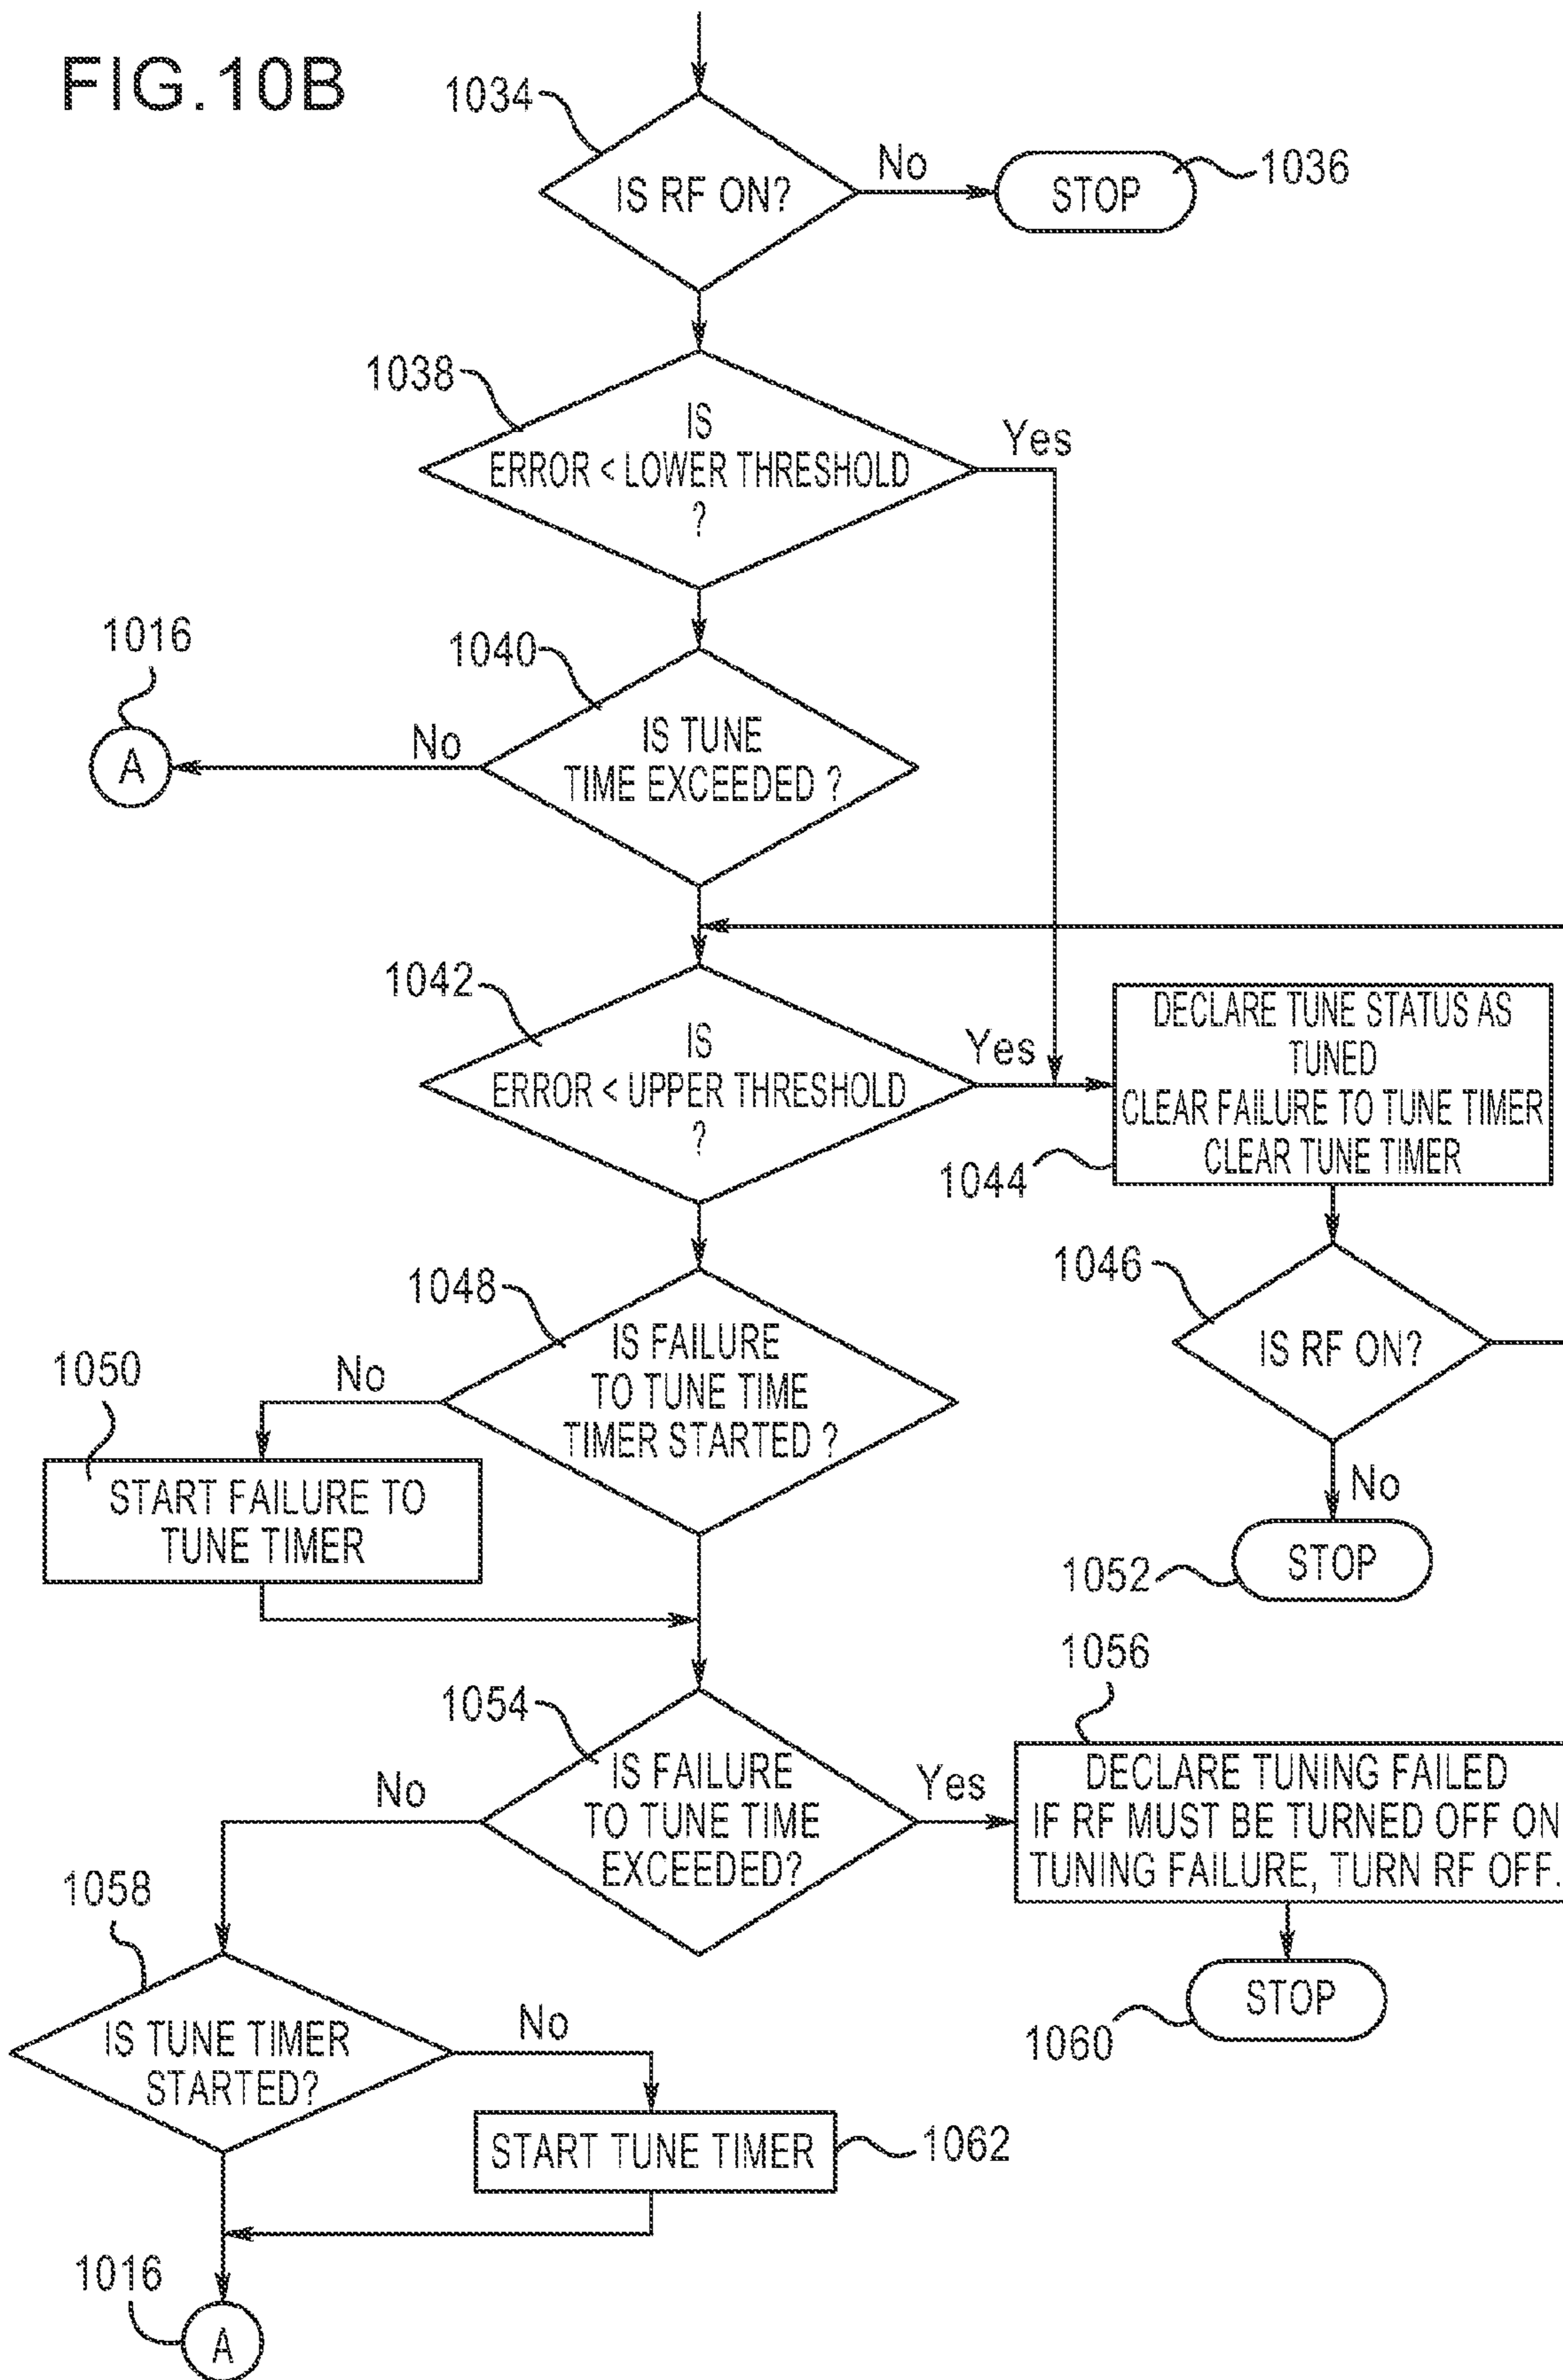 FIG.10B
1034
IS RF ON?
No
STOP
1036
1038
IS
ERROR < LOWER THRESHOLD
?
Yes
1016
A
No
1040
IS TUNE
TIME EXCEEDED ?
1042
IS
ERROR < UPPER THRESHOLD
?
Yes
DECLARE TUNE STATUS AS
TUNED
CLEAR FAILURE TO TUNE TIMER
CLEAR TUNE TIMER
1044
1046
IS RF ON?
No
STOP
1052
1048
IS FAILURE
TO TUNE TIME
TIMER STARTED ?
No
1050
START FAILURE TO
TUNE TIMER
1054
IS FAILURE
TO TUNE TIME
EXCEEDED?
No
Yes
1056
DECLARE TUNING FAILED
IF RF MUST BE TURNED OFF ON
TUNING FAILURE, TURN RF OFF.
STOP
1060
1058
IS TUNE TIMER
STARTED?
No
START TUNE TIMER
1062
1016
A